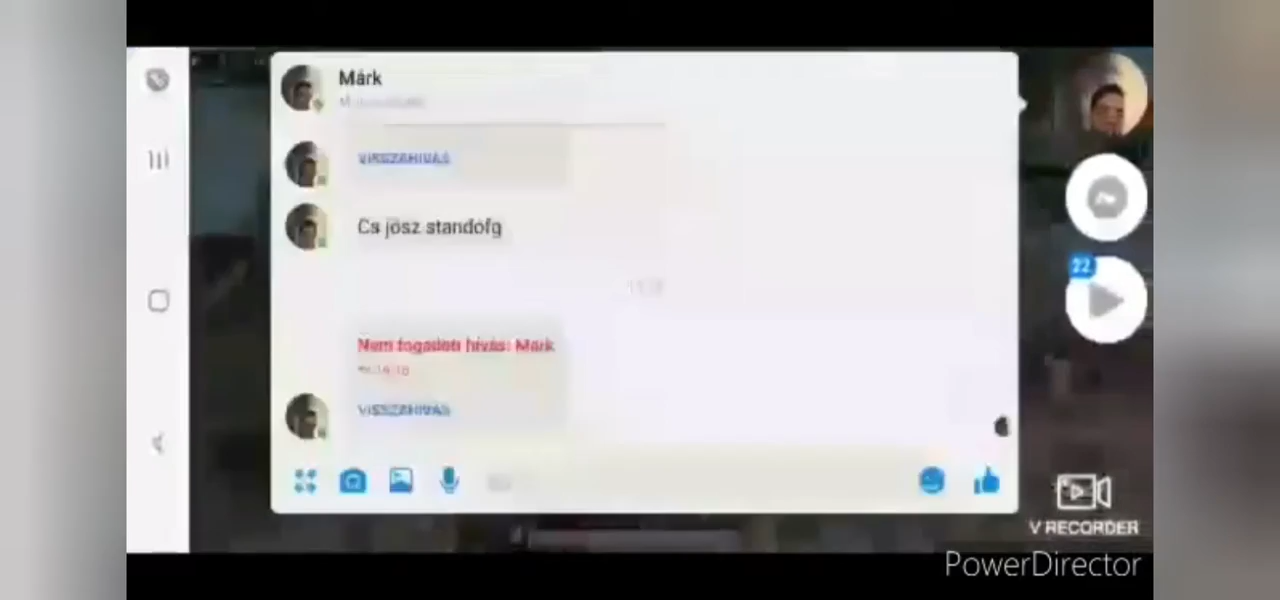 Márk
VISSZAHÍVÁS
Cs jösz standofg
22
Nem fogadott hívás: Márk
VISSZAHÍVÁS
V RECORDER
PowerDirector